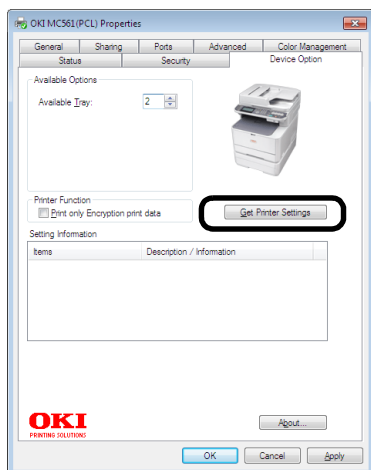 OKI MC561(PCL) Properties
General Sharing Ports Advanced Color Management
Status Security Device Option
Available Options
Available Tray: 2
Printer Function
Print only Encryption print data
Get Printer Settings
Setting Information
Items Description / Information
OKI
PRINTING SOLUTIONS
About...
OK Cancel Apply